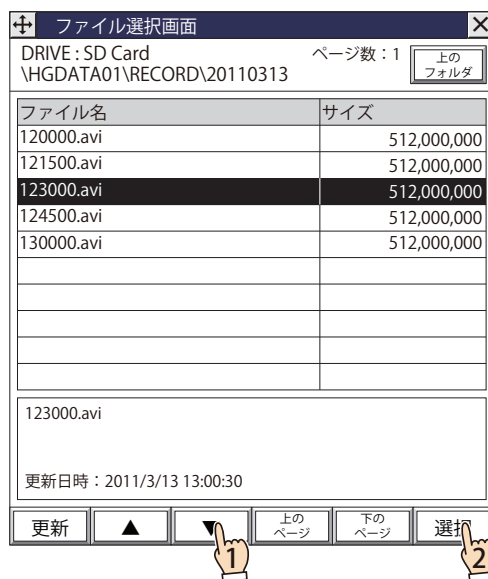 ファイル選択画面
DRIVE : SD Card
ページ数：1
上の
フォルダ
\HGDATA01\RECORD\20110313
ファイル名 サイズ
120000.avi 512,000,000
121500.avi 512,000,000
123000.avi 512,000,000
124500.avi 512,000,000
130000.avi 512,000,000
123000.avi
更新日時：2011/3/13 13:00:30
更新 ▲ ▼ 上の
ページ
下の
ページ
選択
1 2